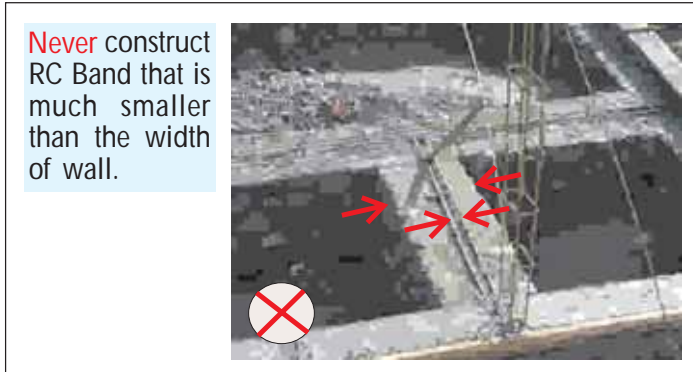 Never construct
RC Band that is
much smaller
than the width
of wall.